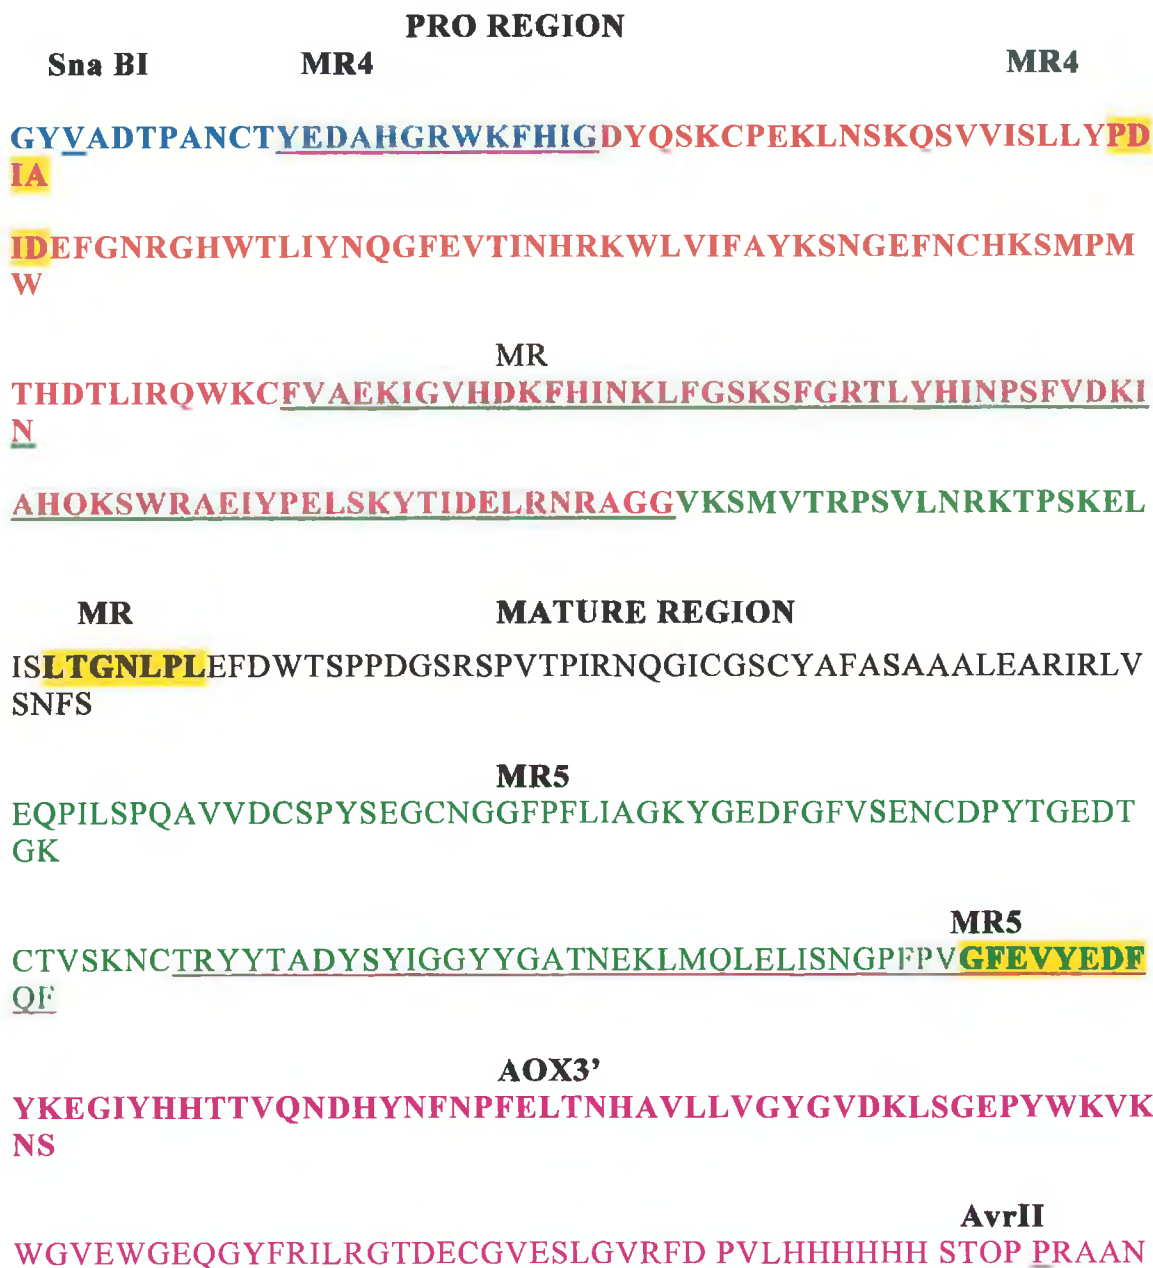 PRO REGION
Sna BI MR4 MR4
GYVADTPANCTYEDAHGRWKFHIGDYQSKCPEKLNSKQSVVISLLYPD
IA
IDEFGNRGHWTLIYNQGFEVTINHRKWLVIFAYKSNGEFNCHKSMPM
W
MR
THDTLIRQWKCFVAEKIGVHDKFHINKLFGSKSFGRTLYHINPSFVDKI
N
AHOKSWRAEIYPELSKYTIDELRNRAGGVKSMVTRPSVLNRKTPSKEL
MR MATURE REGION
ISLTGNLPLEFDWTSPPDGSRSPVTPIRNQGICGSCYAFASAAALEARIRLV
SNFS
MR5
EQPILSPQAVVDCSPYSEGCNGGFPFLIAGKYGEDFGFVSENCDPYTGEDT
GK
MR5
CTVSKNCTRYYTADYSYIGGYYGATNEKLMQLELISNGPFPVGFEVYEDF
QF
AOX3’
YKEGIYHHTTVQNDHYNFNPFELTNHAVLLVGYGVDKLSGEPYWKVK
NS
AvrII
WGVEWGEQGYFRILRGTDECGVESLGVRFD PVLHHHHHH STOP PRAAN